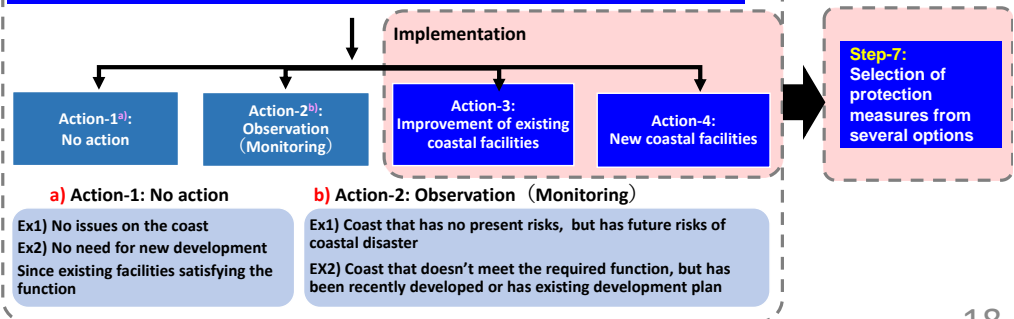 Implementation
Action-1a):
No action
Action-2b):
Observation
（Monitoring）
Action-3:
Improvement of existing
coastal facilities
Action-4:
New coastal facilities
Step-7:
Selection of
protection
measures from
several options
a) Action-1: No action
Ex1) No issues on the coast
Ex2) No need for new development
Since existing facilities satisfying the
function
b) Action-2: Observation（Monitoring）
Ex1) Coast that has no present risks, but has future risks of
coastal disaster
EX2) Coast that doesn’t meet the required function, but has
been recently developed or has existing development plan
18